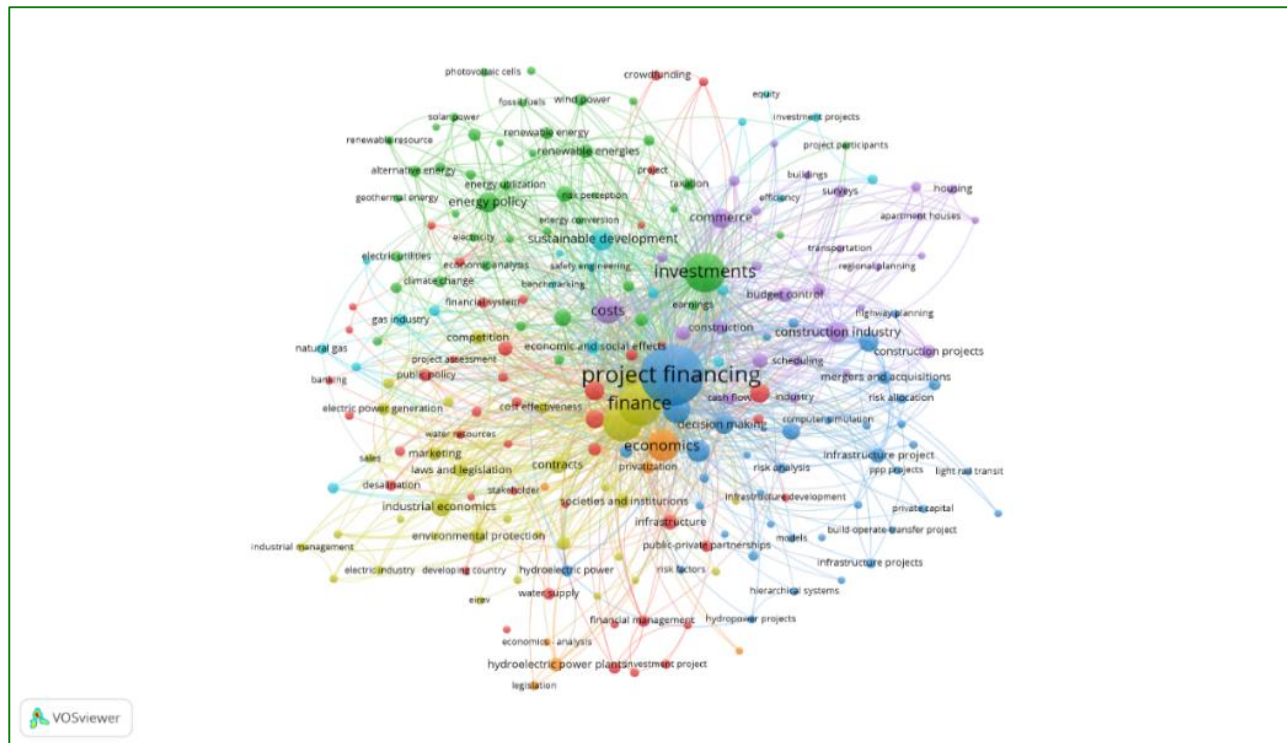 photovoltaic cells
crowdfunding
fossil fuels
wind power
equity
solar power
investment projects
renewable resource
renewable energy
renewable energies
project participants
alternative energy
energy utilization
project
taxation
buildings
geothermal energy
energy policy
risk perception
efficiency
surveys
housing
energy conversion
commerce
apartment houses
electricity
sustainable development
transportation
electric utilities
economic analysis
safety engineering
regional planning
climate change
benchmarking
investments
financial system
earnings
budget control
gas industry
costs
construction
highway planning
competition
construction industry
natural gas
economic and social effects
project assessment
scheduling
construction projects
banking
public policy
project financing
mergers and acquisitions
electric power generation
cost effectiveness
finance
cash flow
industry
risk allocation
water resources
decision making
computer simulation
sales
marketing
economics
infrastructure project
laws and legislation
contracts
privatization
risk analysis
ppp projects
light rail transit
desalination
stakeholder
industrial economics
societies and institutions
infrastructure development
private capital
infrastructure
environmental protection
build-operate-transfer project
industrial management
public-private partnerships
models
electric industry
developing country
hydroelectric power
risk factors
infrastructure projects
eirev
water supply
hierarchical systems
financial management
hydropower projects
economics - analysis
hydroelectric power plants
investment project
legislation
VOSviewer